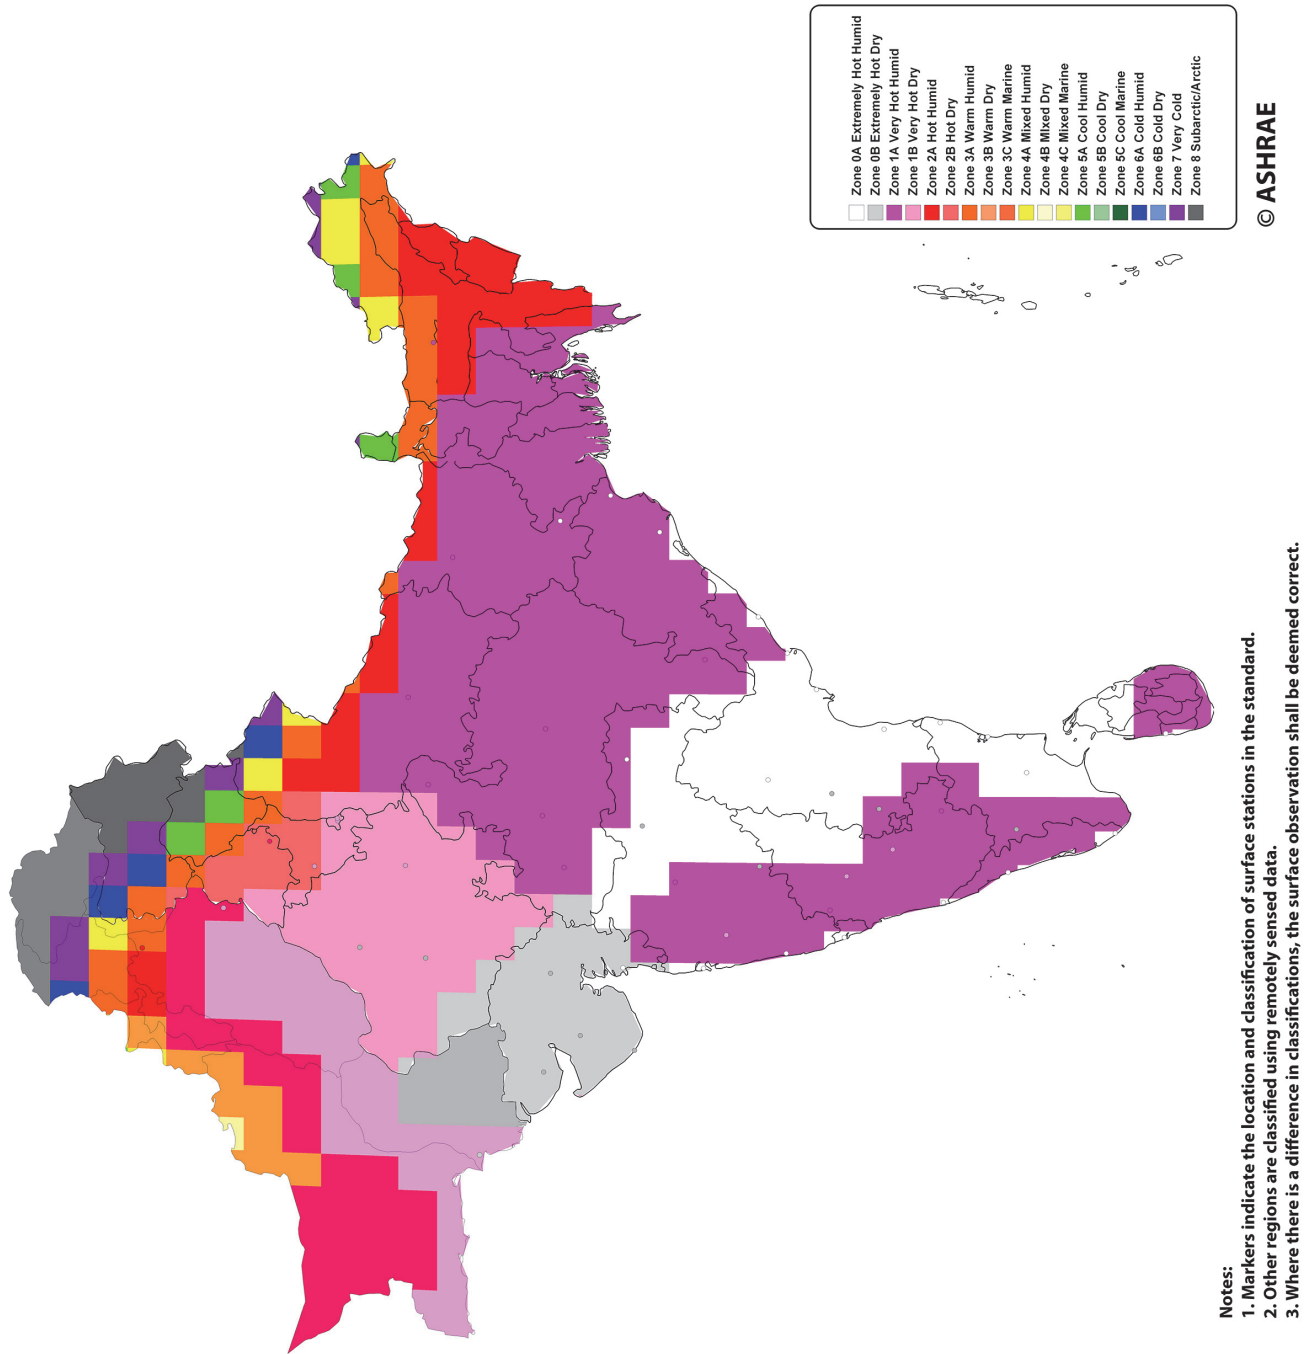 Zone 0A Extremely Hot Humid
Zone 0B Extremely Hot Dry
Zone 1A Very Hot Humid
Zone 1B Very Hot Dry
Zone 2A Hot Humid
Zone 2B Hot Dry
Zone 3A Warm Humid
Zone 3B Warm Dry
Zone 3C Warm Marine
Zone 4A Mixed Humid
Zone 4B MIxed Dry
Zone 4C Mixed Marine
Zone 5A Cool Humid
Zone 5B Cool Dry
Zone 5C Cool Marine
Zone 6A Cold Humid
Zone 6B Cold Dry
Zone 7 Very Cold
Zone 8 Subarctic/Arctic
© ASHRAE
Notes:
1. Markers indicate the location and classification of surface stations in the standard.
2. Other regions are classified using remotely sensed data.
3. Where there is a difference in classifications, the surface observation shall be deemed correct.